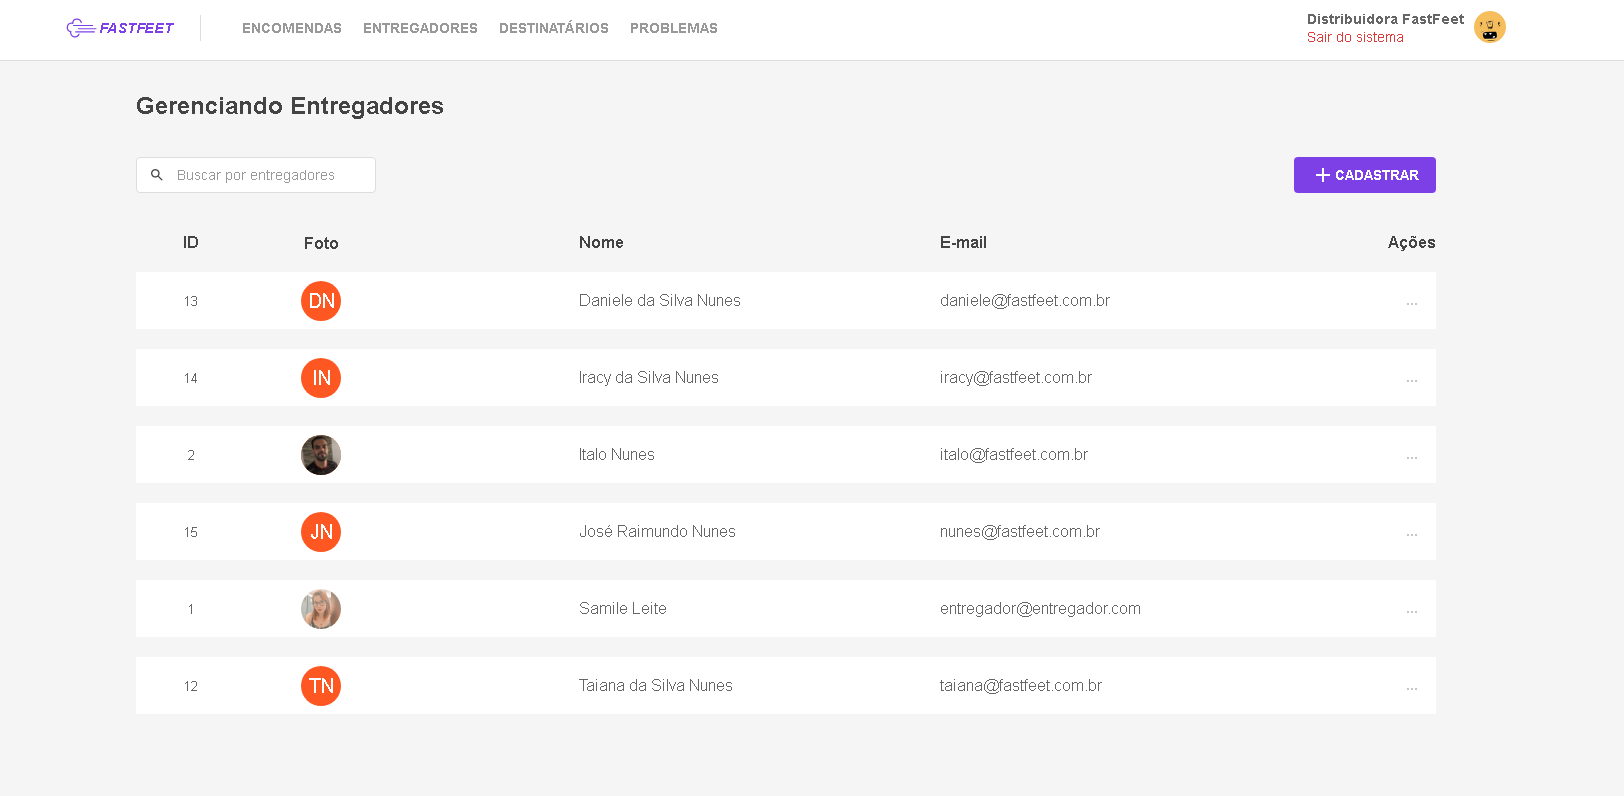 FASTFEET
ENCOMENDAS ENTREGADORES DESTINATÁRIOS PROBLEMAS
Distribuidora FastFeet
Sair do sistema
Gerenciando Entregadores
Buscar por entregadores
CADASTRAR
ID Foto Nome E-mail Ações
13 DN Daniele da Silva Nunes daniele@fastfeet.com.br ...
14 IN Iracy da Silva Nunes iracy@fastfeet.com.br ...
2 Italo Nunes italo@fastfeet.com.br ...
15 JN José Raimundo Nunes nunes@fastfeet.com.br ...
1 Samile Leite entregador@entregador.com ...
12 TN Taiana da Silva Nunes taiana@fastfeet.com.br ...